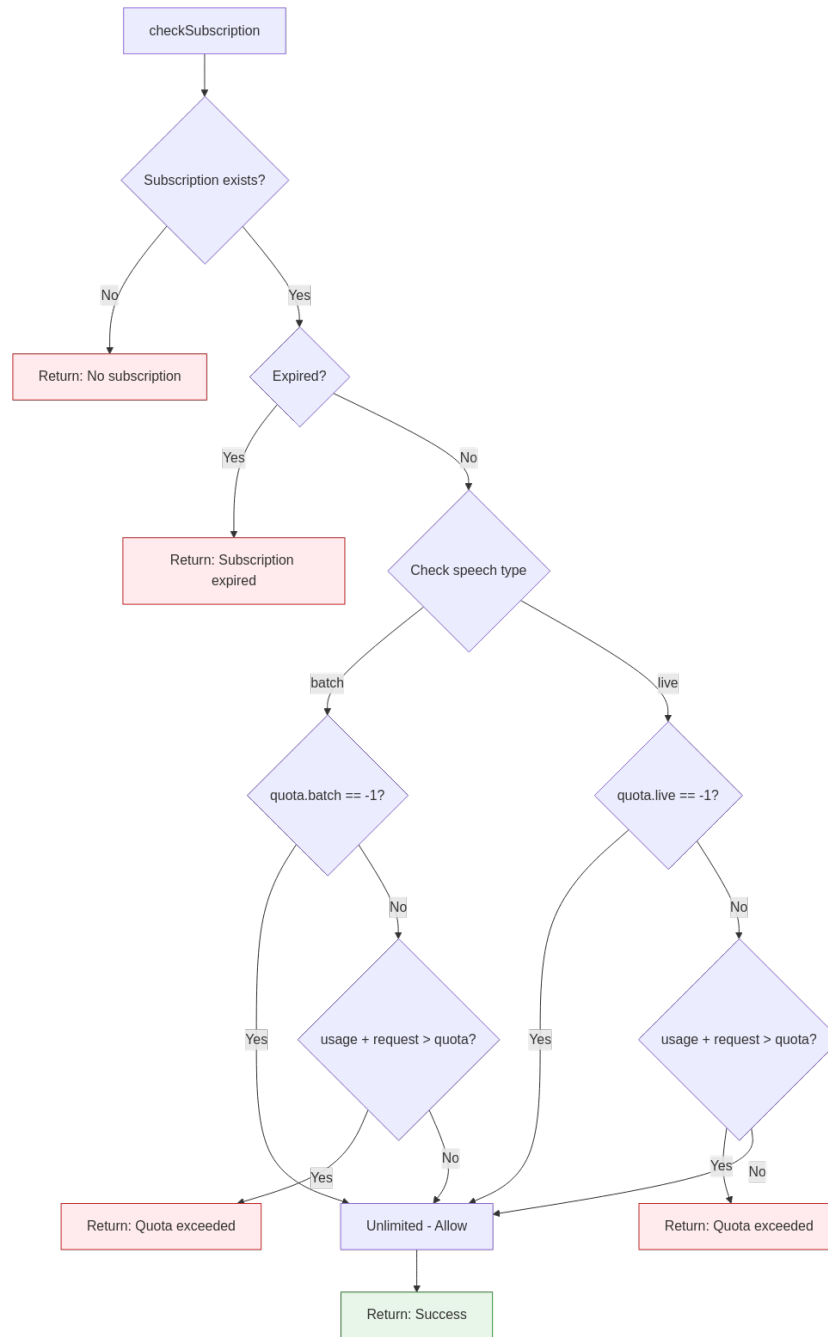 checkSubscription
Subscription exists?
No
Yes
Return: No subscription
Expired?
Yes
No
Return: Subscription
expired
Check speech type
batch
live
quota.batch == -1?
quota.live == -1?
No
No
Yes
usage + request > quota?
Yes
usage + request > quota?
Yes
No
Yes
No
Return: Quota exceeded
Unlimited - Allow
Return: Quota exceeded
Return: Success